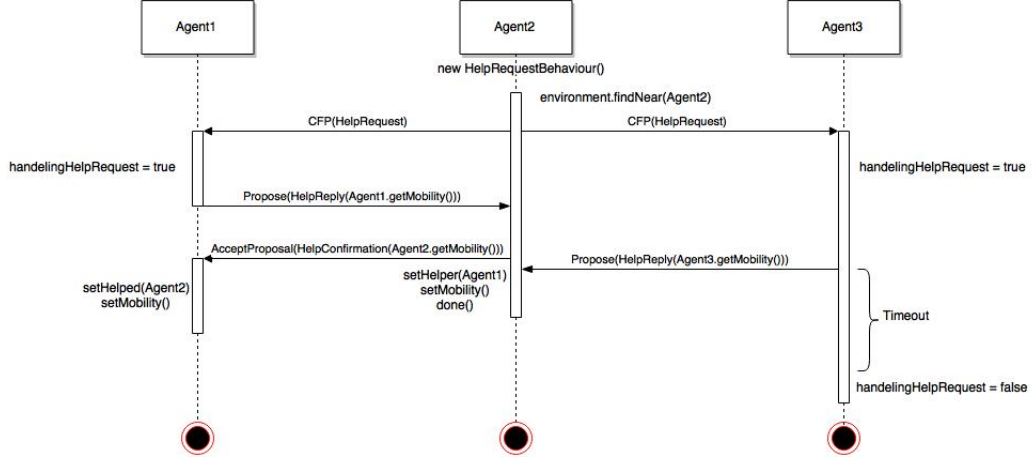 Agent1
Agent2
Agent3
new HelpRequestBehaviour()
environment.findNear(Agent2)
CFP(HelpRequest)
CFP(HelpRequest)
handelingHelpRequest = true
handelingHelpRequest = true
Propose(HelpReply(Agent1.getMobility()))
AcceptProposal(HelpConfirmation(Agent2.getMobility()))
Propose(HelpReply(Agent3.getMobility()))
setHelped(Agent2)
setMobility()
setHelper(Agent1)
setMobility()
done()
Timeout
handelingHelpRequest = false